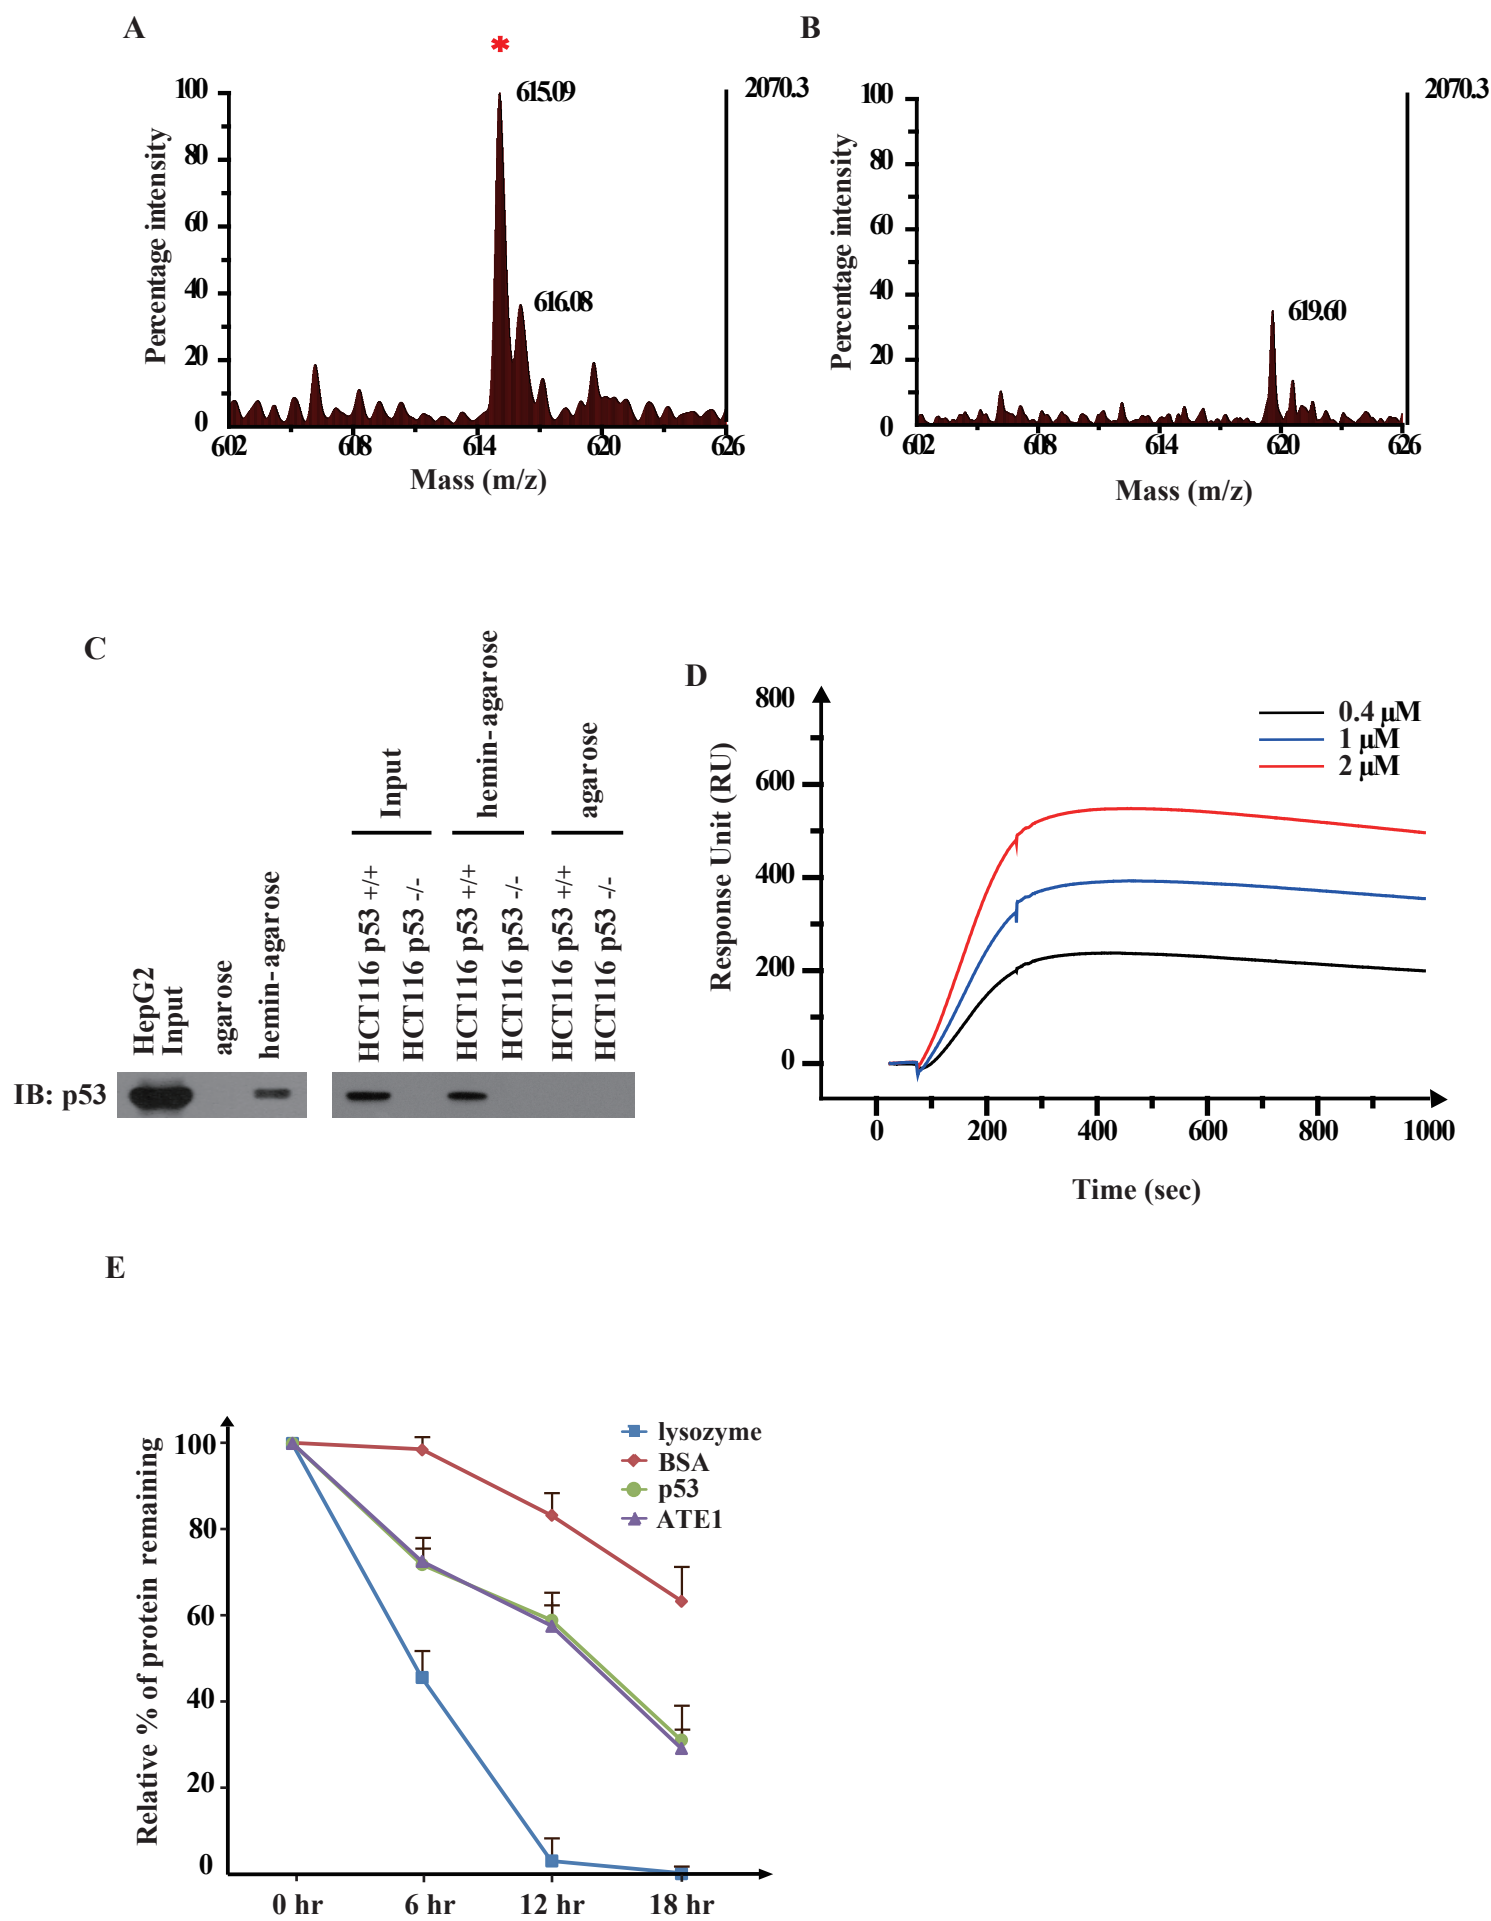 A
*
615.09
616.08
2070.3
Percentage intensity
100
80
60
40
20
0
602
608
614
620
626
Mass (m/z)
B
2070.3
Percentage intensity
100
80
60
40
20
0
619.60
602
608
614
620
626
Mass (m/z)
C
Input
hemin-agarose
agarose
HepG2
Input
agarose
hemin-agarose
HCT116 p53 +/+
HCT116 p53 -/-
HCT116 p53 +/+
HCT116 p53 -/-
HCT116 p53 +/+
HCT116 p53 -/-
IB: p53
D
Response Unit (RU)
800
600
400
200
0
0.4 µM
1 µM
2 µM
0
200
400
600
800
1000
Time (sec)
E
Relative % of protein remaining
100
80
60
40
20
0
lysozyme
BSA
p53
ATE1
0 hr
6 hr
12 hr
18 hr